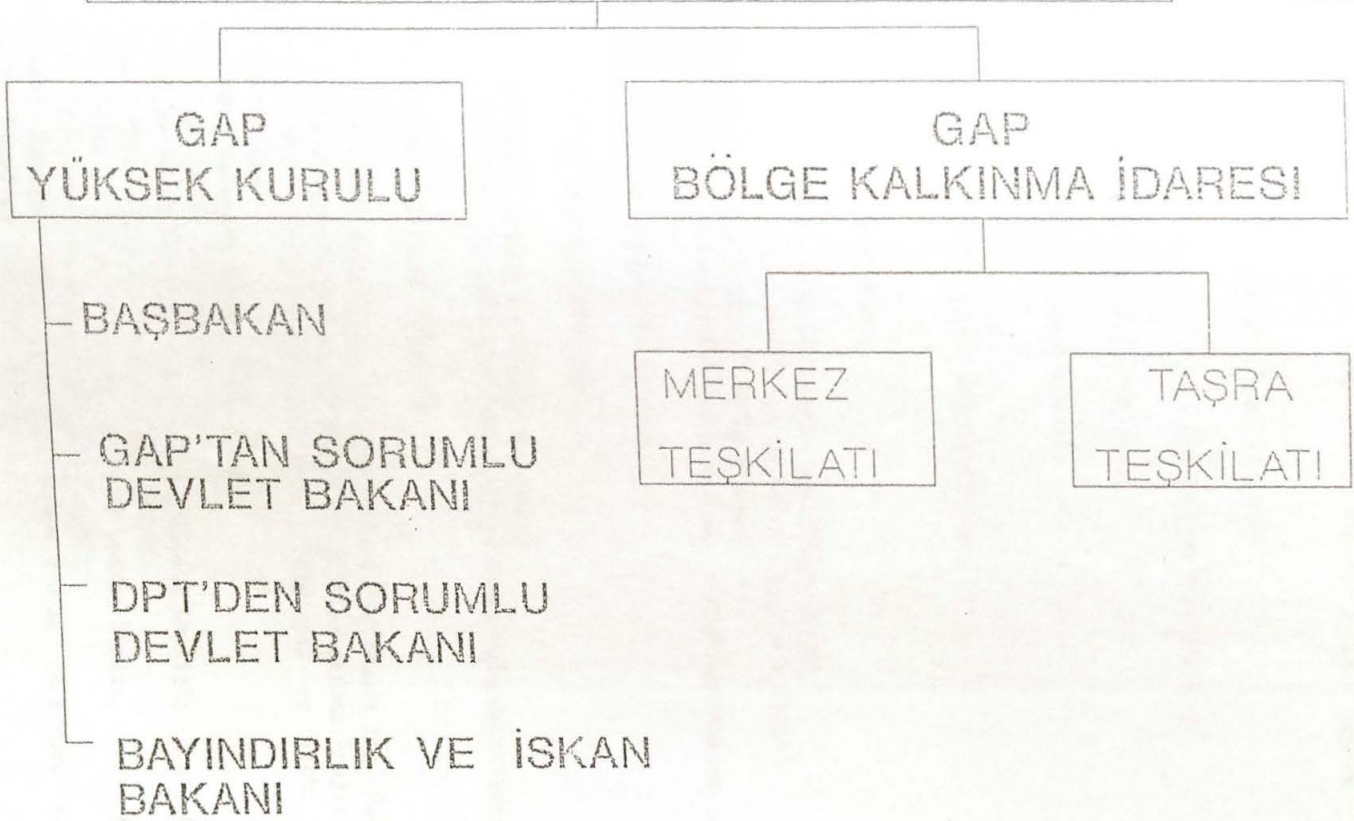 GAP
YÜKSEK KURULU
BAŞBAKAN
GAP'TAN SORUMLU
DEVLET BAKANI
DPT'DEN SORUMLU
DEVLET BAKANI
BAYINDIRLIK VE İSKAN
BAKANI
GAP
BÖLGE KALKINMA İDARESI
MERKEZ
TEŞKİLATI
TAŞRA
TEŞKİLATI